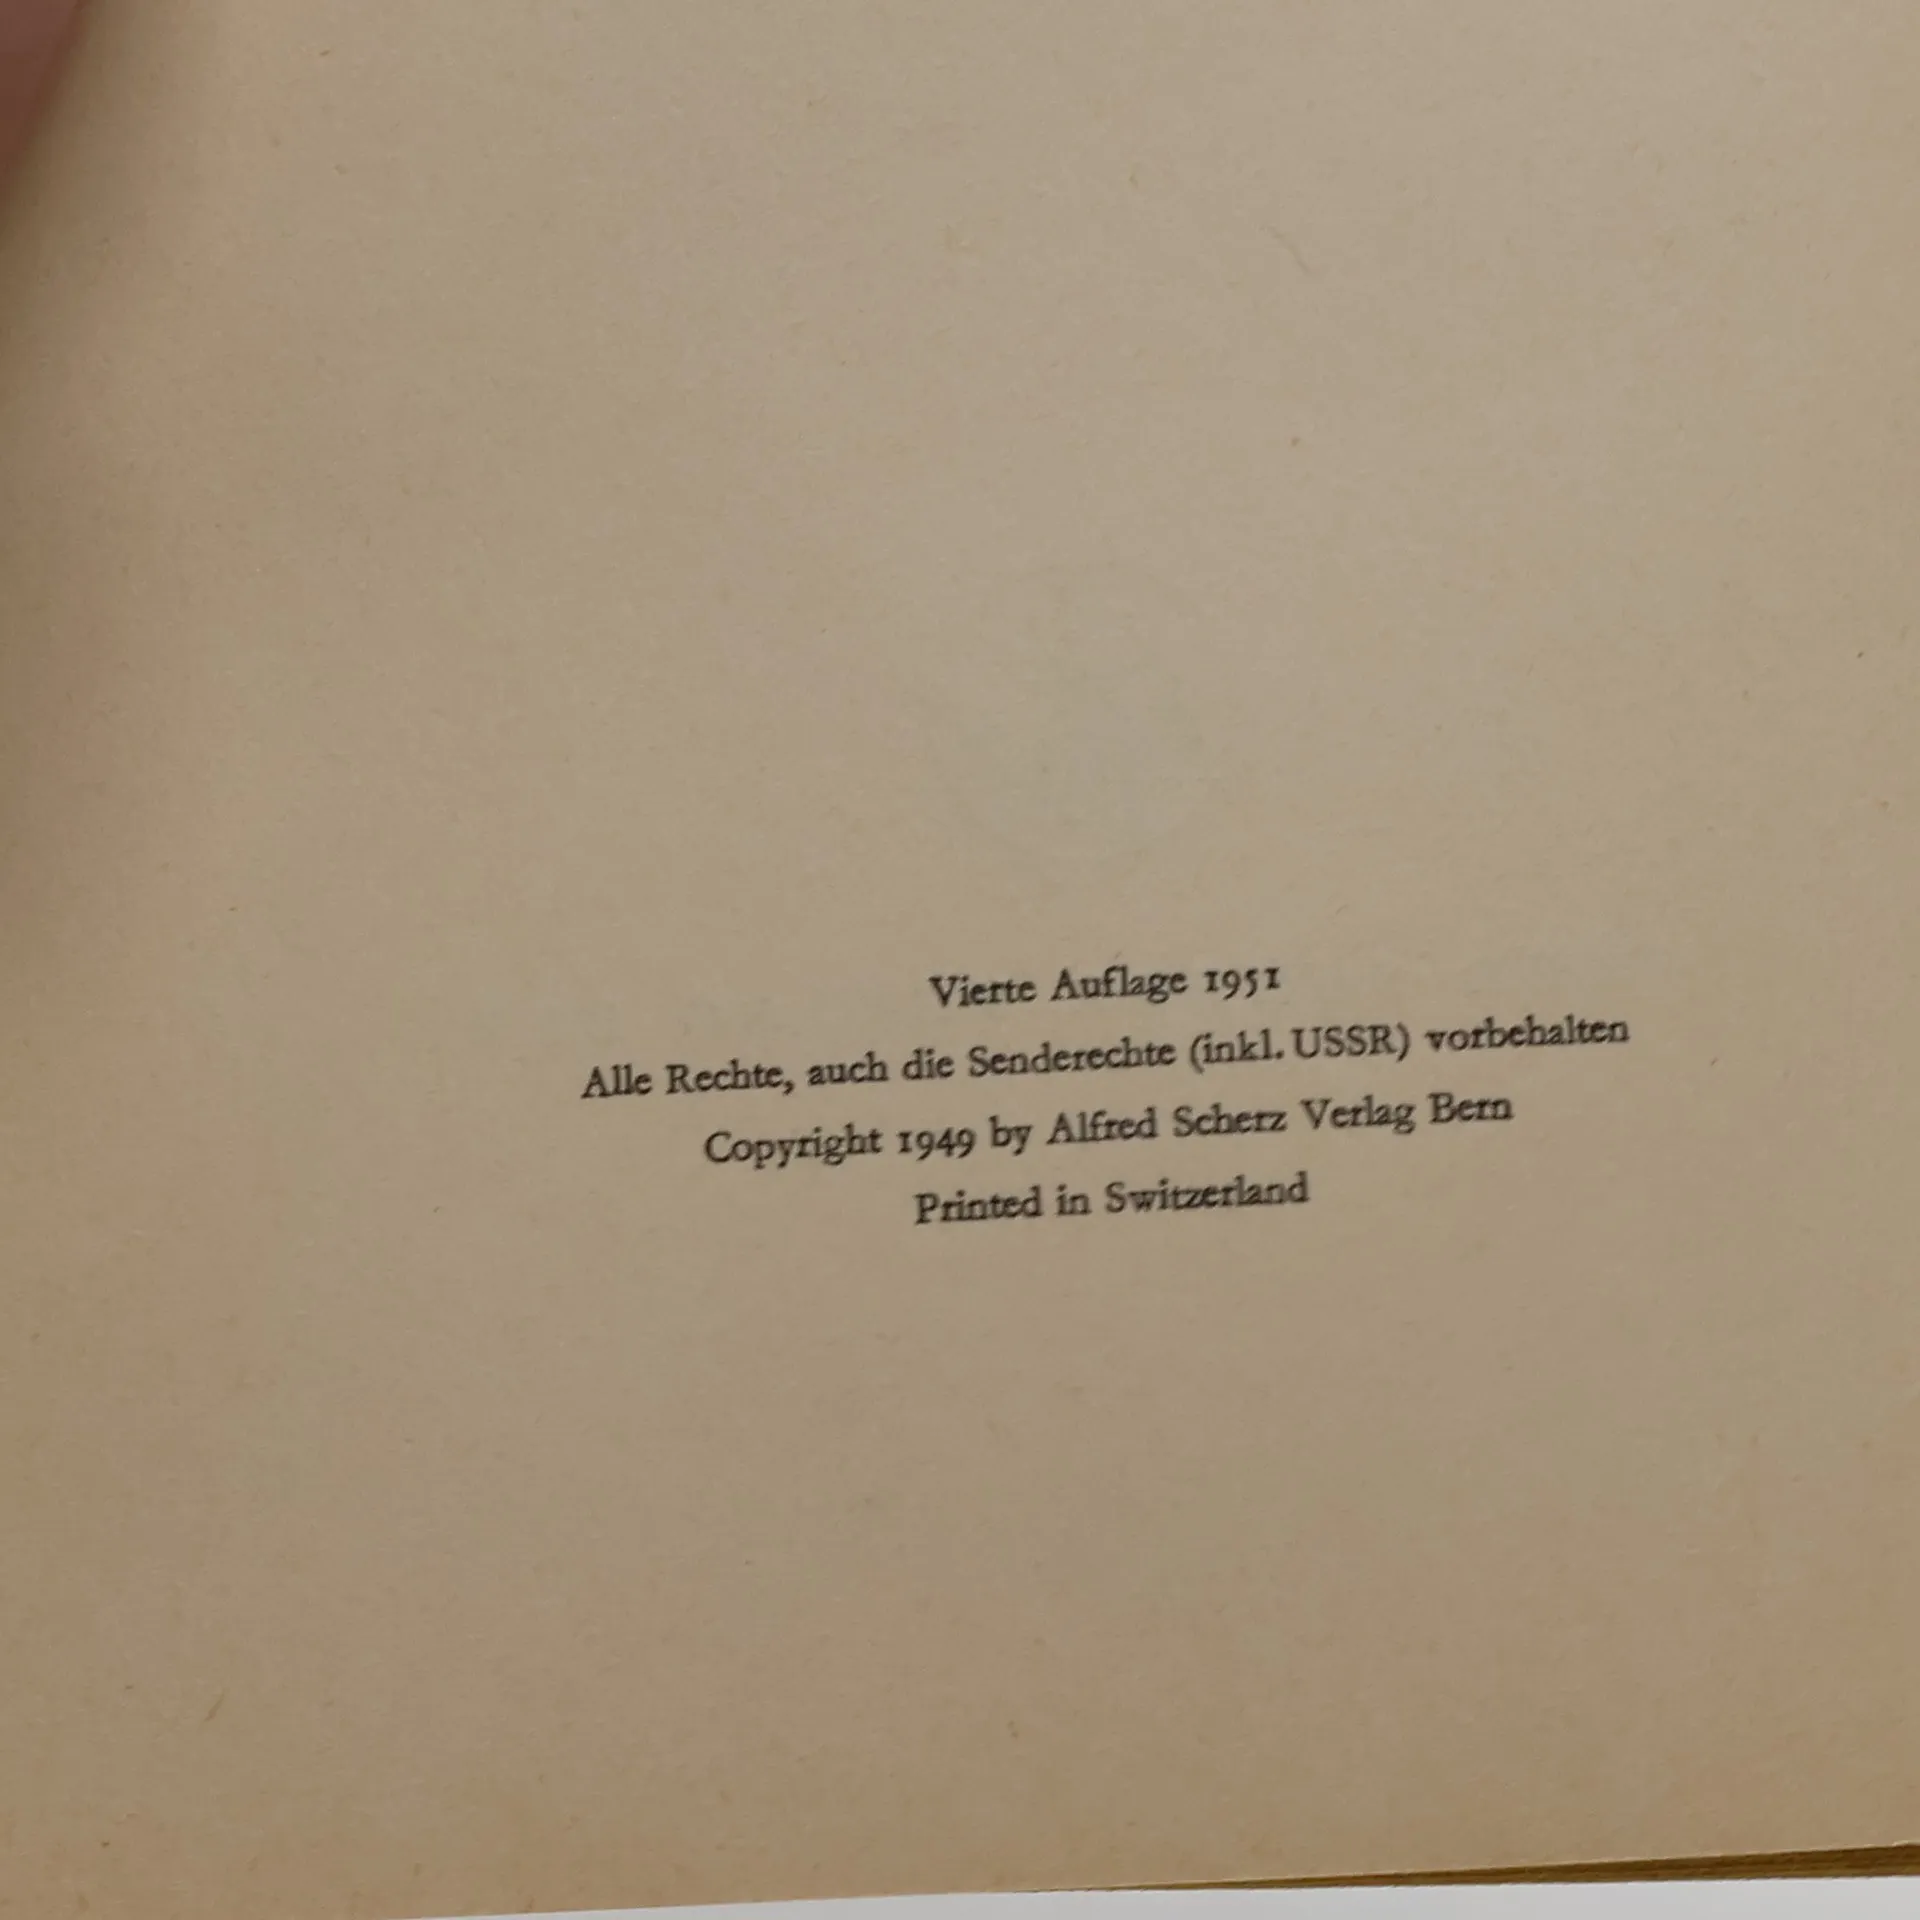 Vierte Auflage 1951
Alle Rechte, auch die Senderechte (inkl. USSR) vorbehalten
Copyright 1949 by Alfred Scherz Verlag Bern
Printed in Switzerland